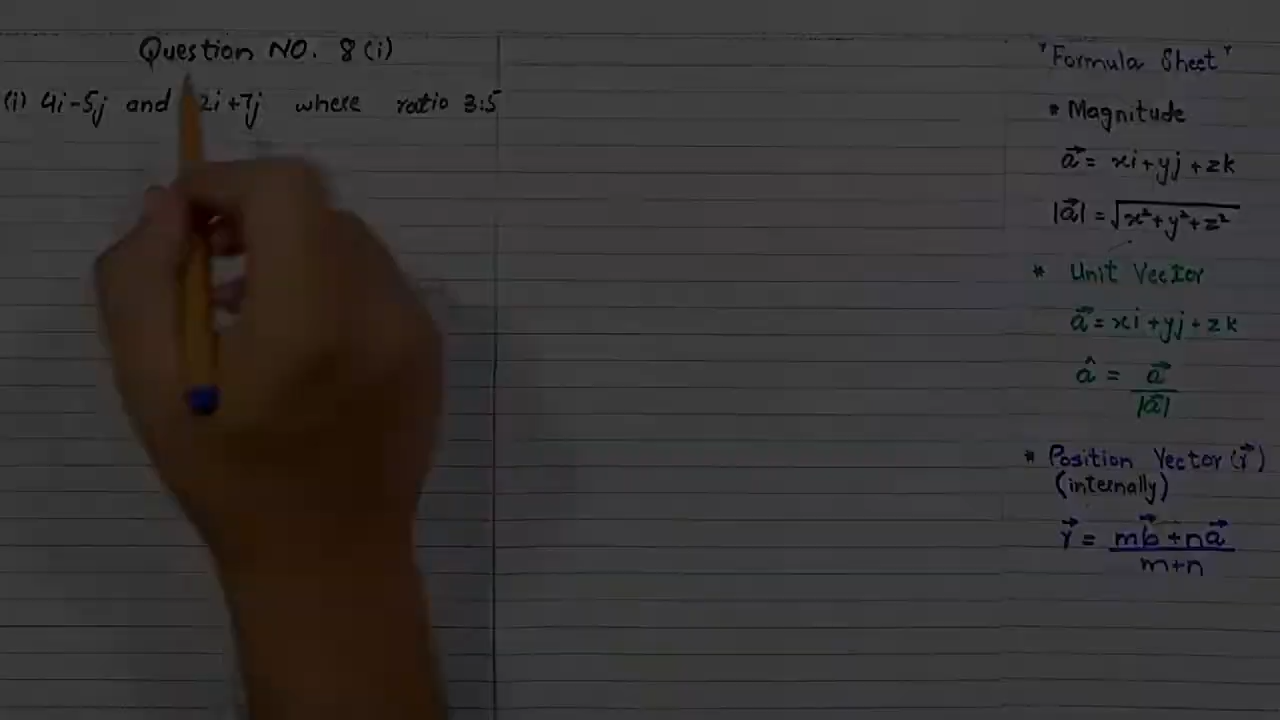 Question NO. 8 (i)
(i) 4i-5j and 2i+7j where ratio 3:5
"Formula Sheet"
* Magnitude
a⃗ = xi+yj+zk
|a⃗| = √x²+y²+z²
* Unit Vector
a⃗ = xi+yj+zk
â = a⃗
|a⃗|
* Position Vector (r⃗)
(internally)
r⃗ = mb⃗+na⃗
m+n